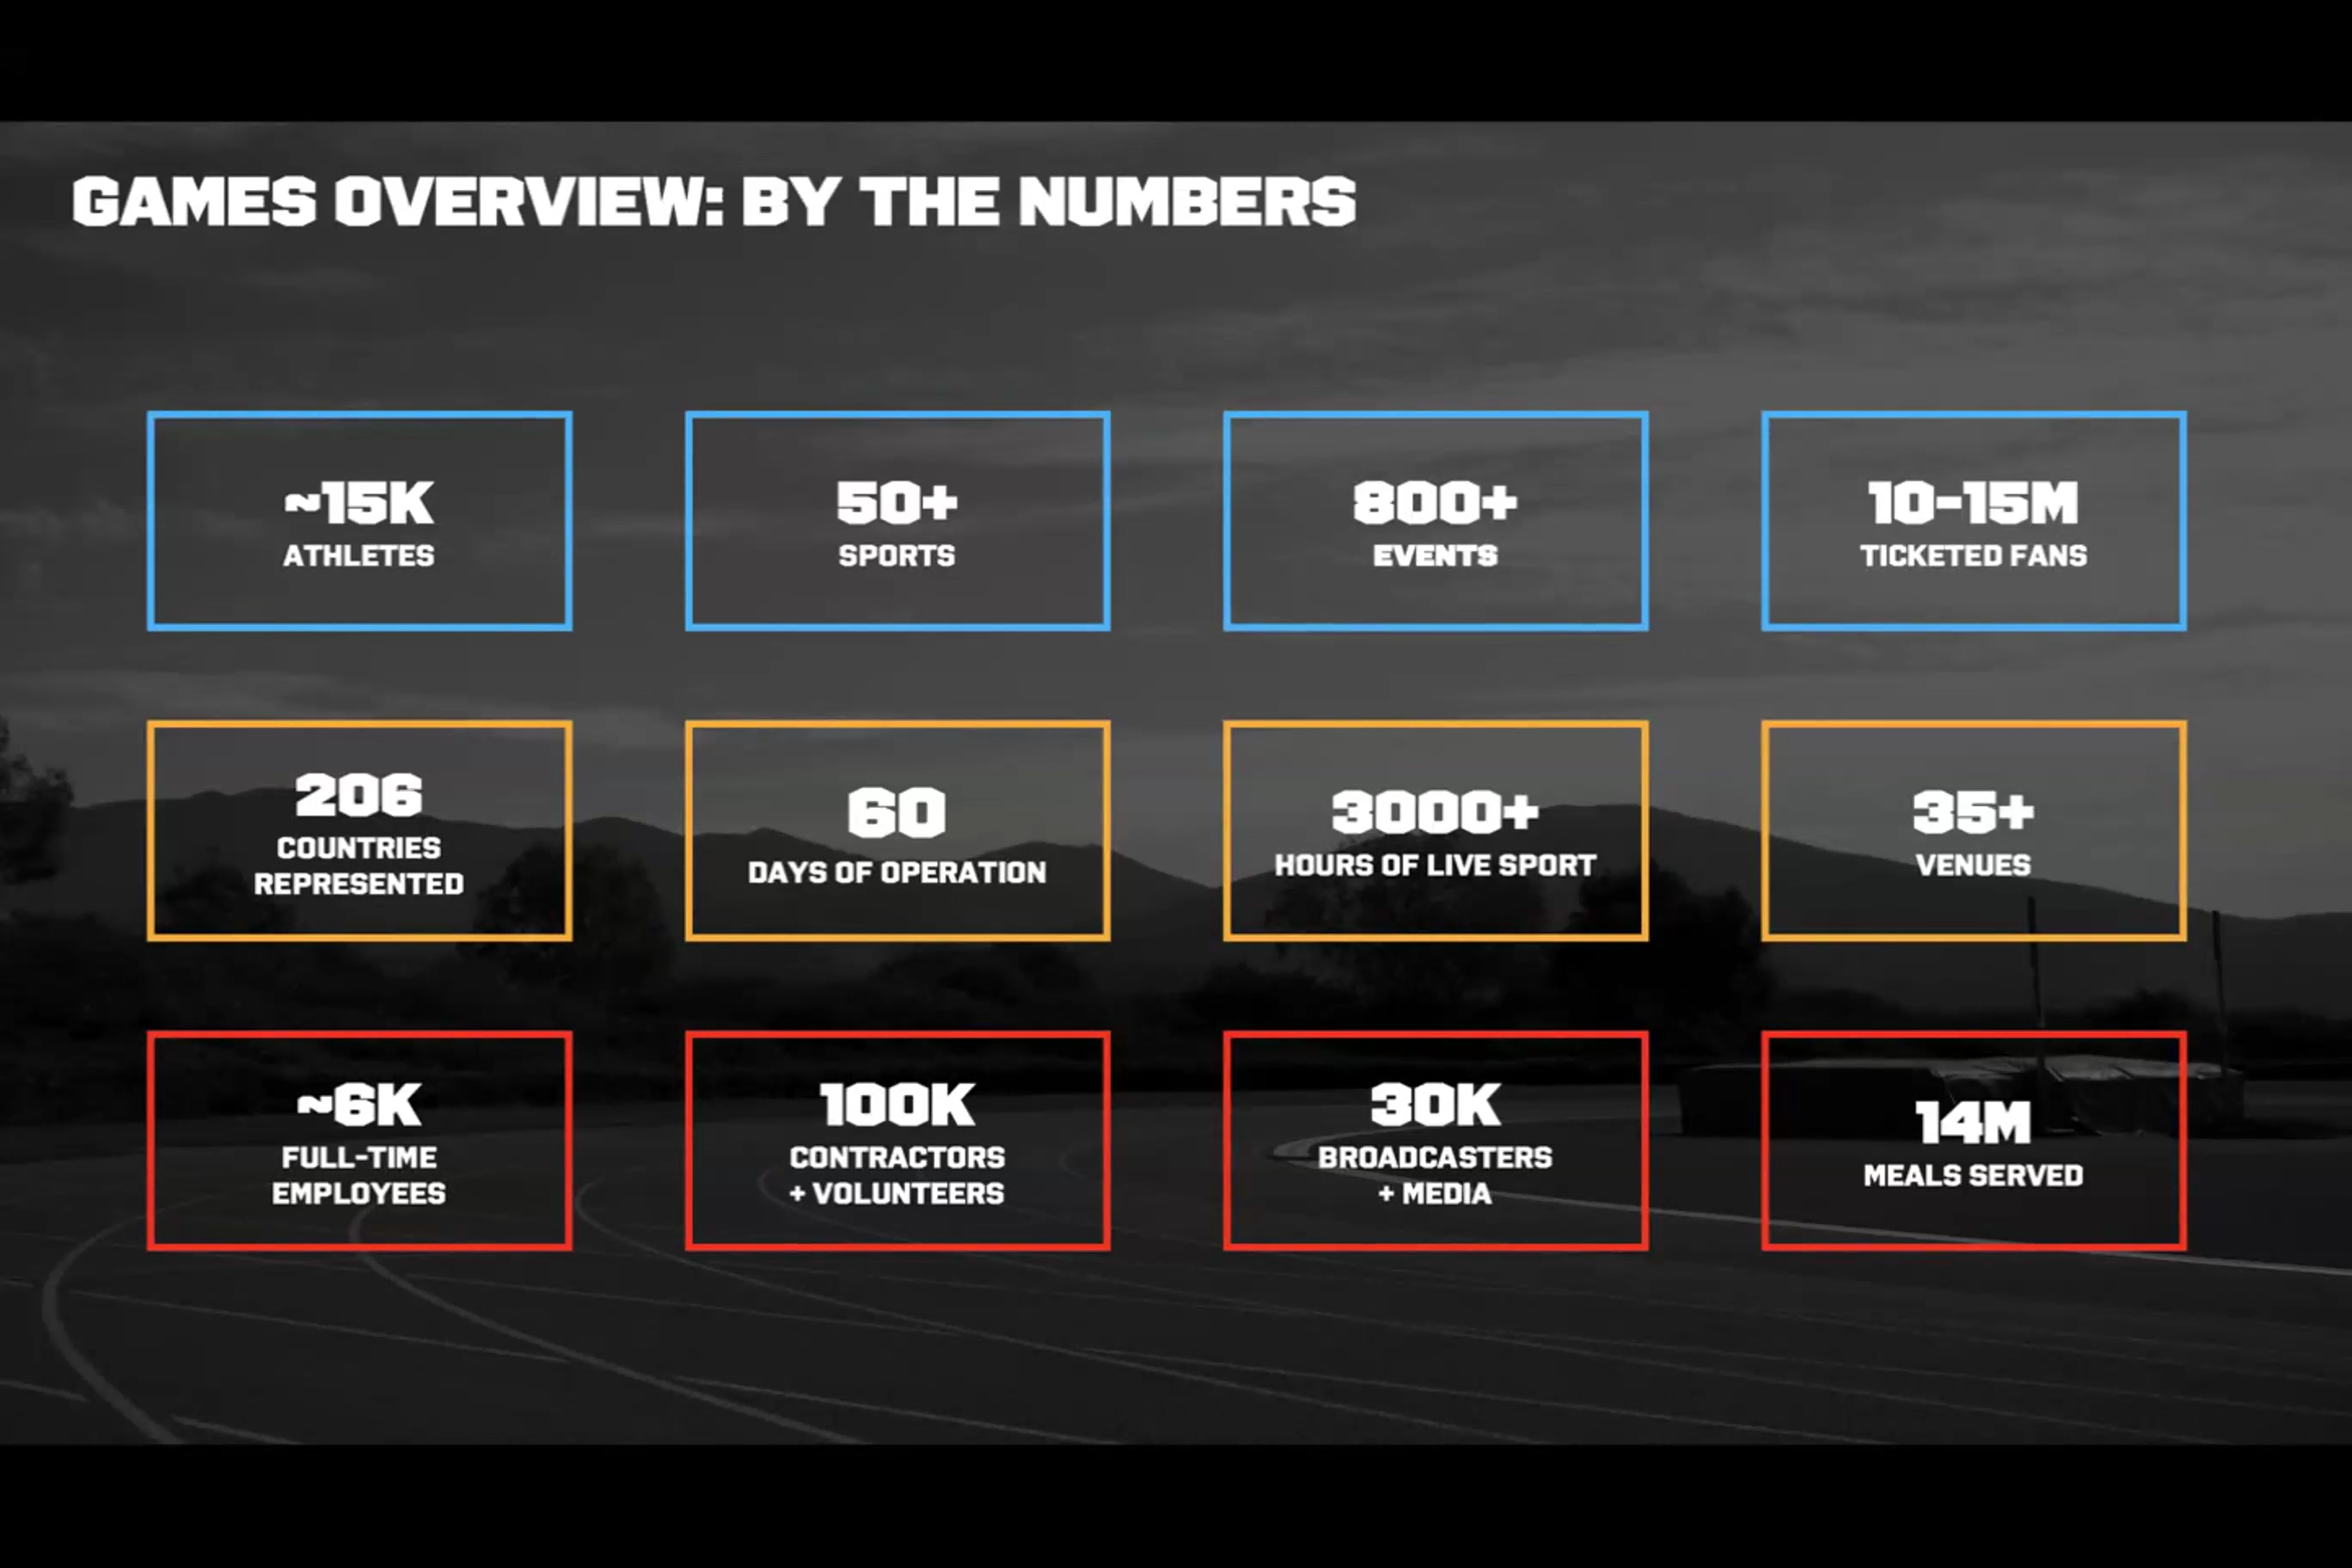 GAMES OVERVIEW: BY THE NUMBERS
~15K
ATHLETES
50+
SPORTS
800+
EVENTS
10-15M
TICKETED FANS
206
COUNTRIES
REPRESENTED
60
DAYS OF OPERATION
3000+
HOURS OF LIVE SPORT
35+
VENUES
~6K
FULL-TIME
EMPLOYEES
100K
CONTRACTORS
+ VOLUNTEERS
30K
BROADCASTERS
+ MEDIA
14M
MEALS SERVED